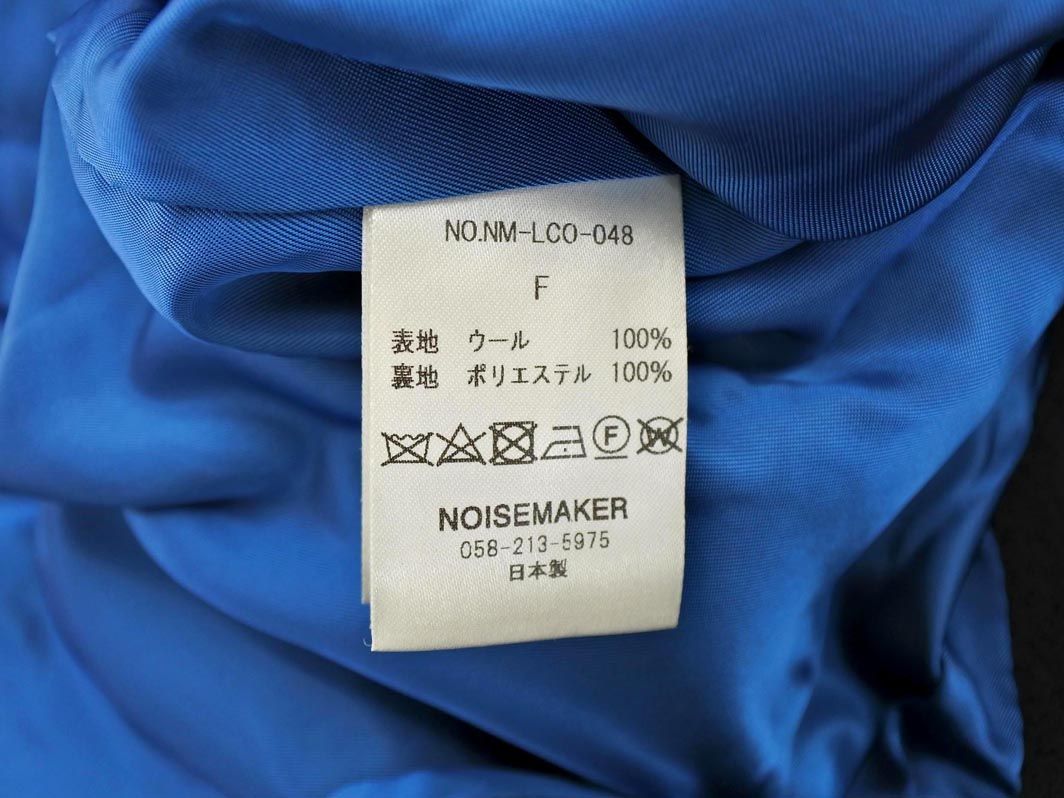 NO.NM-LCO-048
F
表地 ウール 100%
裏地 ポリエステル 100%
F W
NOISEMAKER
058-213-5975
日本製